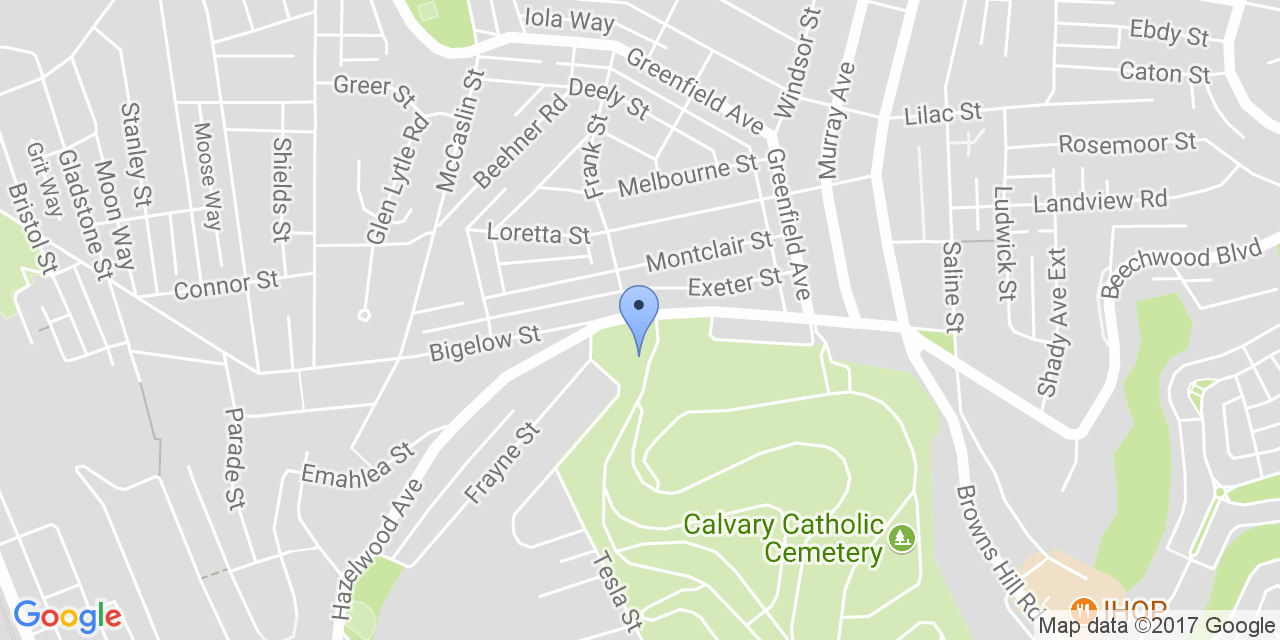 Iola Way
Ebdy St
Greenfield Ave
Windsor St
Murray Ave
Caton St
Greer St
Deely St
McCaslin St
Lilac St
Stanley St
Moose Way
Shields St
Glen Lytle Rd
Beehner Rd
Frank St
Melbourne St
Rosemoor St
Grit Way
Gladstone St
Moon Way
Bristol St
Greenfield Ave
Landview Rd
Ludwick St
Loretta St
Montclair St
Exeter St
Saline St
Shady Ave Ext
Beechwood Blvd
Connor St
Bigelow St
Parade St
Emahlea St
Frayne St
Hazelwood Ave
Calvary Catholic
Cemetery
Browns Hill Rd
Tesla St
IHOP
Google
Map data ©2017 Google